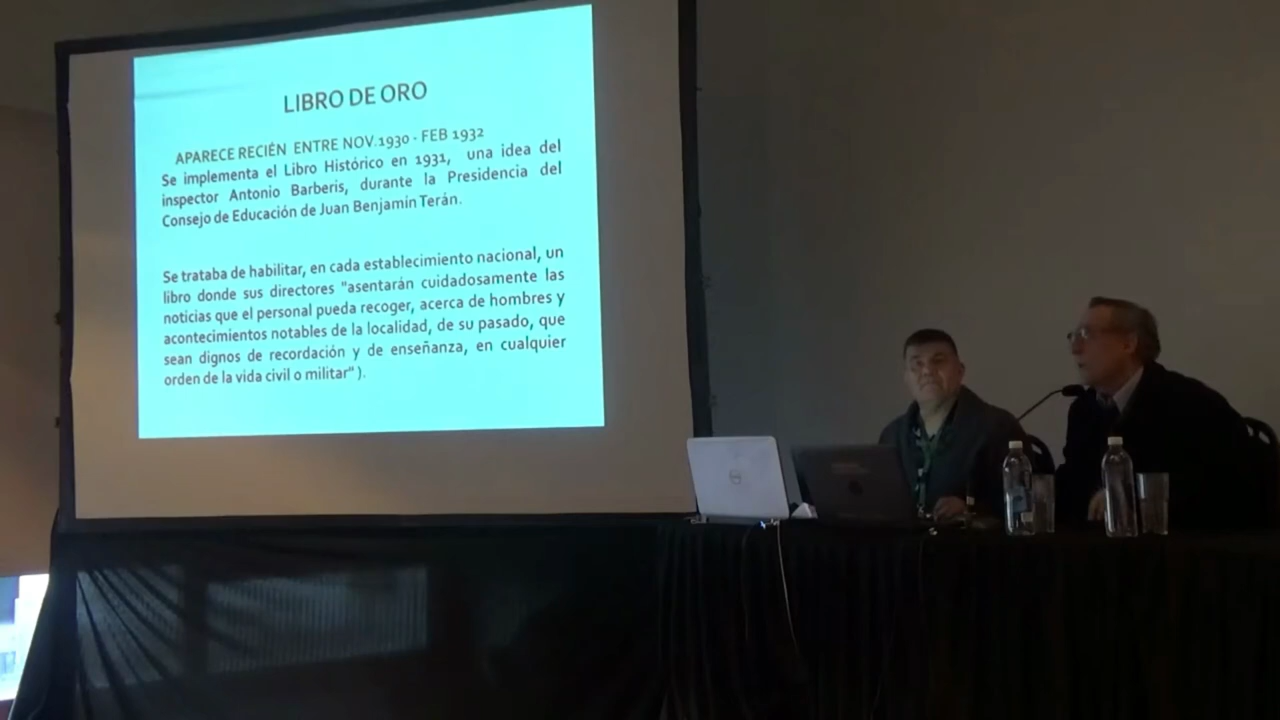 LIBRO DE ORO
APARECE RECIÉN ENTRE NOV.1930 - FEB 1932
Se implementa el Libro Histórico en 1931, una idea del
inspector Antonio Barberis, durante la Presidencia del
Consejo de Educación de Juan Benjamín Terán.
Se trataba de habilitar, en cada establecimiento nacional, un
libro donde sus directores "asentarán cuidadosamente las
noticias que el personal pueda recoger, acerca de hombres y
acontecimientos notables de la localidad, de su pasado, que
sean dignos de recordación y de enseñanza, en cualquier
orden de la vida civil o militar" ).